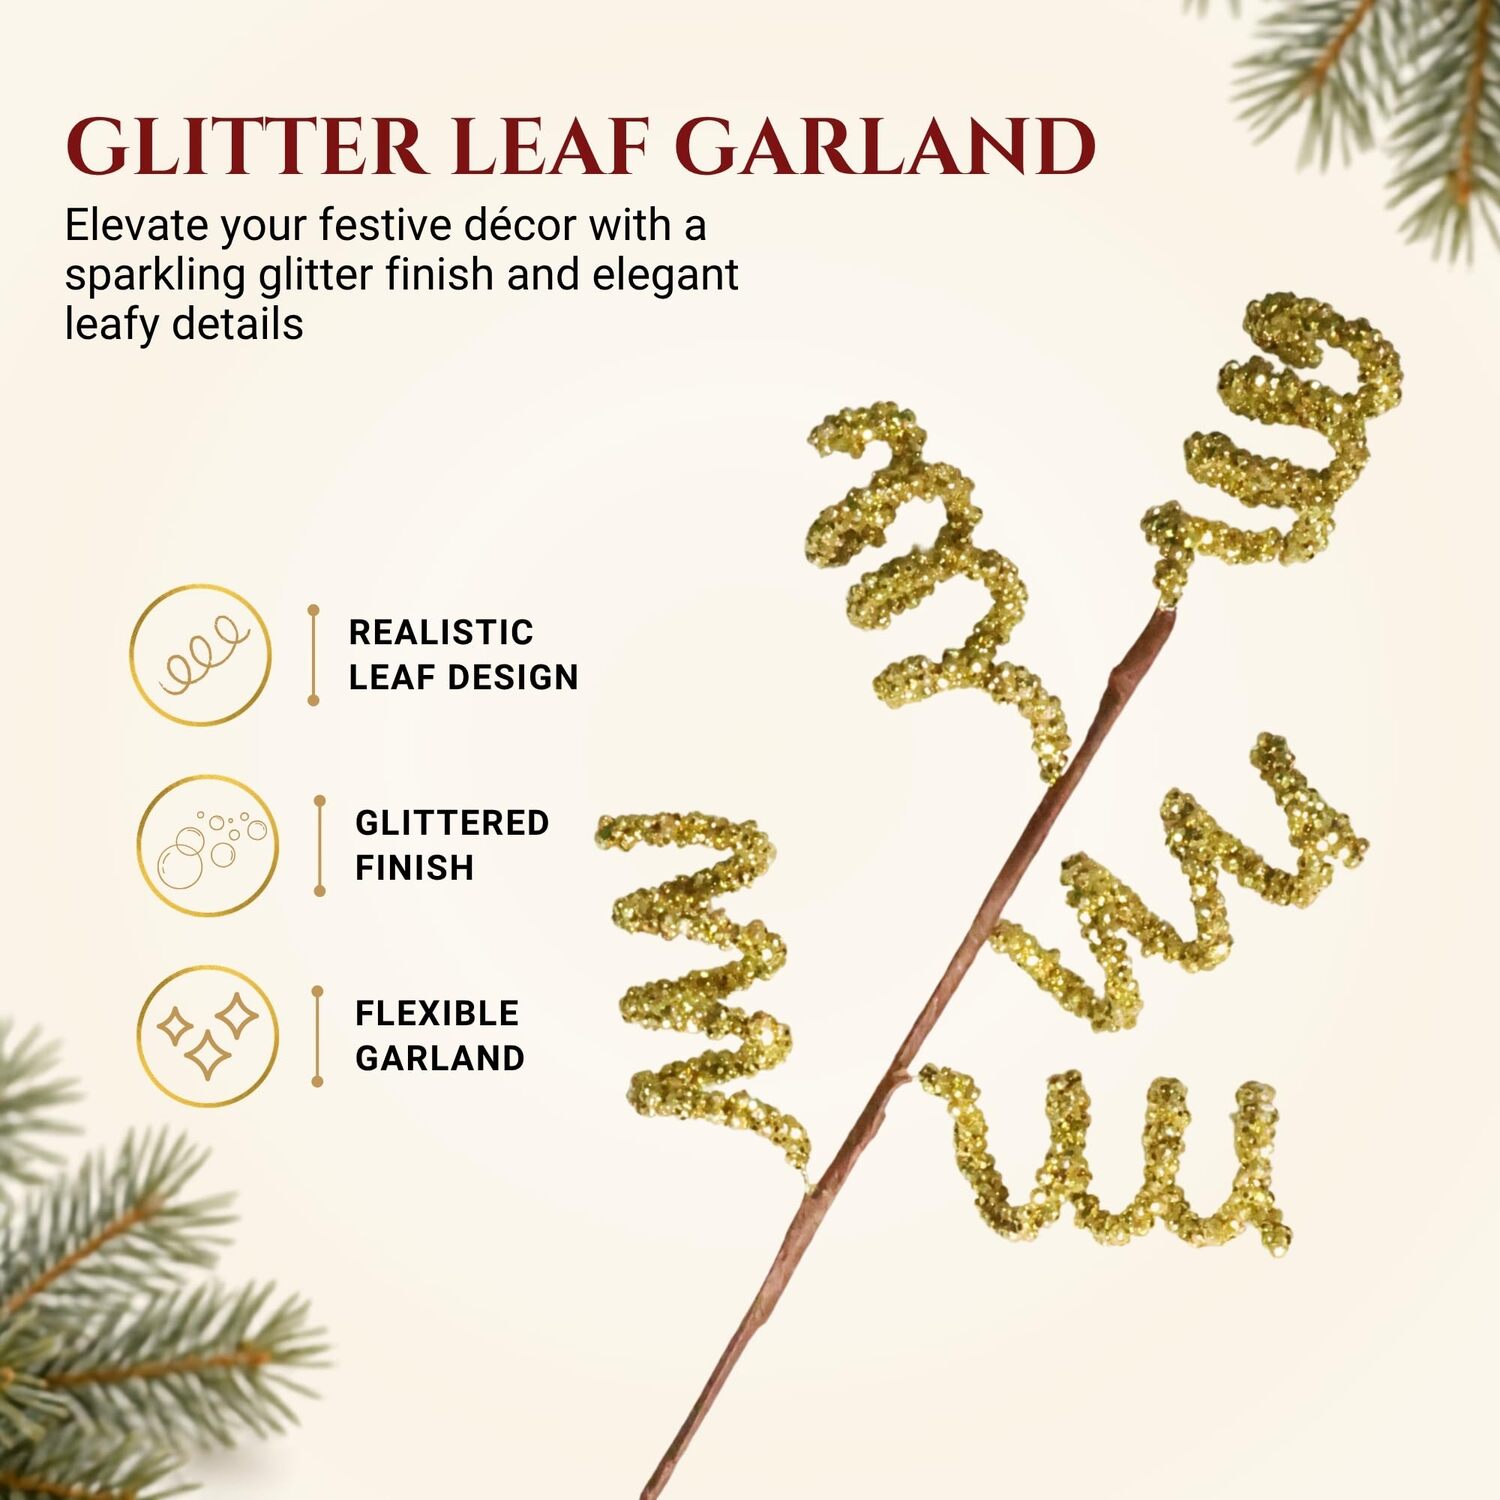 GLITTER LEAF GARLAND
Elevate your festive décor with a
sparkling glitter finish and elegant
leafy details
REALISTIC
LEAF DESIGN
GLITTERED
FINISH
FLEXIBLE
GARLAND